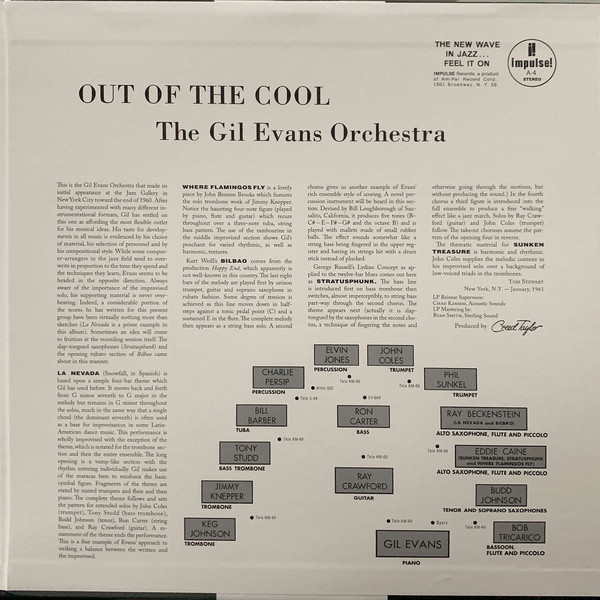 THE NEW WAVE
IN JAZZ...
FEEL IT ON
IMPULSE Records, a product
of Am-Par Record Corp.,
1501 Broadway, N. Y. 36.
impulse!
A-4
STEREO
OUT OF THE COOL
The Gil Evans Orchestra
This is the Gil Evans Orchestra that made its
initial appearance at the Jazz Gallery in
New York City toward the end of 1960. After
having experimented with many different in-
strumentational formats, Gil has settled on
this one as affording the most flexible outlet
for his musical ideas. His taste for develop-
ments in all music is evidenced by his choice
of material, his selection of personnel and by
his compositional style. While some compos-
er-arrangers in the jazz field tend to over-
write in proportion to the time they spend and
the techniques they learn, Evans seems to be
headed in the opposite direction. Always
aware of the importance of the improvised
solo, his supporting material is never over-
bearing. Indeed, a considerable portion of
the scores he has written for this present
group have been virtually nothing more than
sketches (La Nevada is a prime example in
this album). Sometimes an idea will come
to fruition at the recording session itself. The
slap-tongued saxophones (Stratusphunk) and
the opening rubato section of Bilbao came
about in this manner.
LA NEVADA (Snowfall, in Spanish) is
based upon a simple four-bar theme which
Gil has used before. It moves back and forth
from G minor seventh to G major in the
melody but remains in G minor throughout
the solos, much in the same way that a single
chord (the dominant seventh) is often used
as a base for improvisation in some Latin-
American dance music. This performance is
wholly improvised with the exception of the
theme, which is notated for the trombone sec-
tion and then the entire ensemble. The long
opening is a vamp-like section with the
rhythm entering individually. Gil makes use
of the maracas here to reinforce the basic
cymbal figure. Fragments of the theme are
stated by muted trumpets and flute and then
piano. The complete theme follows and sets
the pattern for extended solos by John Coles
(trumpet), Tony Studd (bass trombone),
Budd Johnson (tenor), Ron Carter (string
bass), and Ray Crawford (guitar). A re-
statement of the theme ends the performance.
This is a fine example of Evans' approach to
striking a balance between the written and
the improvised.
WHERE FLAMINGOS FLY is a lovely
piece by John Benson Brooks which features
the solo trombone work of Jimmy Knepper.
Notice the haunting four-note figure (played
by piano, flute and guitar) which recurs
throughout over a three-note tuba, string
bass pattern. The use of the tambourine in
the middle improvised section shows Gil's
penchant for varied rhythmic, as well as
harmonic, textures.
Kurt Weill's BILBAO comes from the
production Happy End, which apparently is
not well-known in this country. The last eight
bars of the melody are played first by unison
trumpet, guitar and soprano saxophone in
rubato fashion. Some degree of tension is
achieved as this line moves down in half-
steps against a tonic pedal point (C) and a
sustained E in the flute. The complete melody
then appears as a string bass solo. A second
chorus gives us another example of Evans'
rich ensemble style of scoring. A novel per-
cussion instrument will be heard in this sec-
tion. Devised by Bill Loughborough of Sau-
salito, California, it produces five tones (B-
C#—E—F#—G# and the octave B) and is
played with mallets made of small rubber
balls. The effect sounds somewhat like a
string bass being fingered in the upper reg-
ister and having its strings hit with a drum
stick instead of plucked.
George Russell's Lydian Concept as ap-
plied to the twelve-bar blues comes out here
in STRATUSPHUNK. The bass line
is introduced first on bass trombone then
switches, almost imperceptibly, to string bass
part-way through the second chorus. The
theme appears next (actually it is slap-
tongued by the saxophones in the second cho-
rus, a technique of fingering the notes and
otherwise going through the motions, but
without producing the sound.) In the fourth
chorus a third figure is introduced into the
full ensemble to produce a fine "walking"
effect like a jazz march. Solos by Ray Craw-
ford (guitar) and John Coles (trumpet)
follow. The takeout choruses assume the pat-
tern of the opening four in reverse.
The thematic material for SUNKEN
TREASURE is harmonic and rhythmic.
John Coles supplies the melodic content in
his improvised solo over a background of
low-voiced triads in the trombones.
TOM STEWART
New York, N.Y. — January, 1961
LP Reissue Supervisor:
CHAD KASSEM, Acoustic Sounds
LP Mastering by:
RYAN SMITH, Sterling Sound
Produced by Creed Taylor
ELVIN
JONES
PERCUSSION
JOHN
COLES
TRUMPET
CHARLIE
PERSIP
PERCUSSION
PHIL
SUNKEL
TRUMPET
BILL
BARBER
TUBA
RON
CARTER
BASS
RAY BECKENSTEIN
(LA NEVADA and BILBAO)
ALTO SAXOPHONE, FLUTE AND PICCOLO
TONY
STUDD
BASS TROMBONE
EDDIE CAINE
(SUNKEN TREASURE, STRATUSPHUNK
and WHERE FLAMINGOS FLY)
ALTO SAXOPHONE, FLUTE AND PICCOLO
JIMMY
KNEPPER
TROMBONE
RAY
CRAWFORD
GUITAR
BUDD
JOHNSON
TENOR AND SOPRANO SAXOPHONES
KEG
JOHNSON
TROMBONE
GIL EVANS
PIANO
BOB
TRICARICO
BASSOON,
FLUTE AND PICCOLO